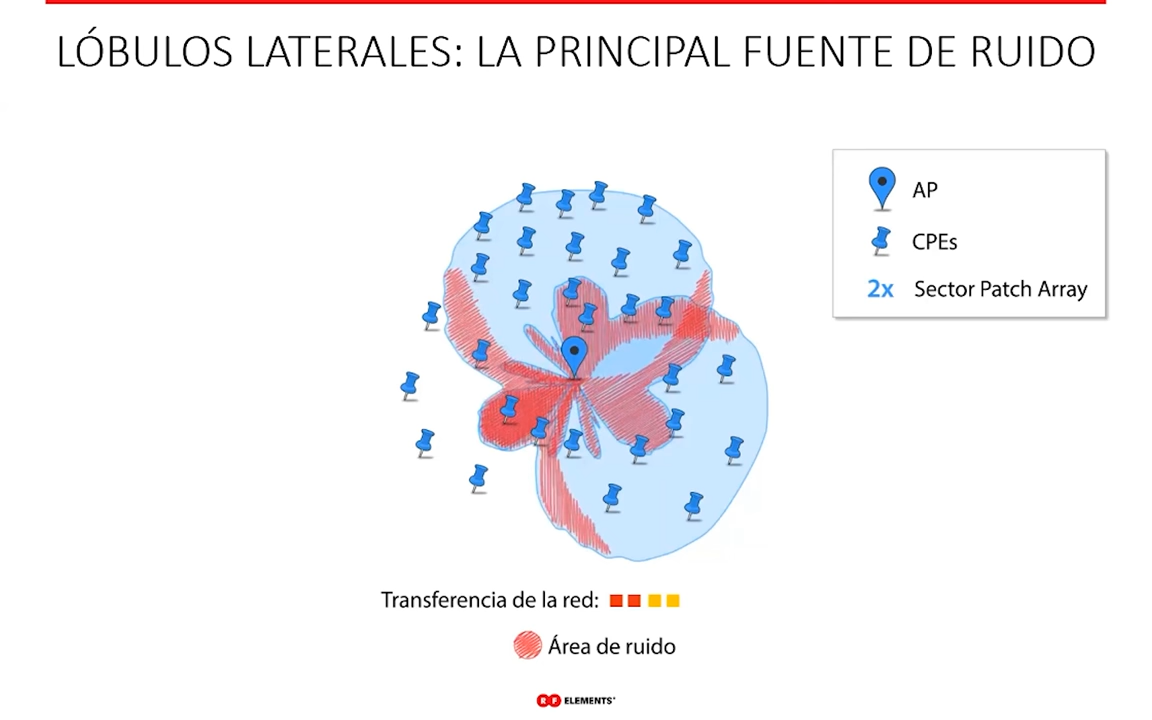 LÓBULOS LATERALES: LA PRINCIPAL FUENTE DE RUIDO
AP
CPEs
2x Sector Patch Array
Transferencia de la red:
Área de ruido
RF ELEMENTS